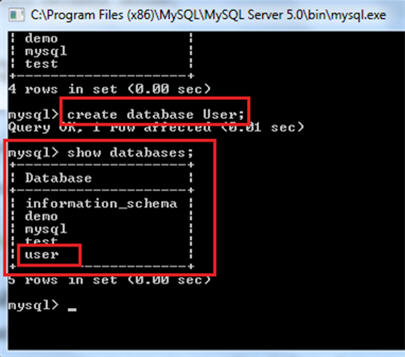 C:\Program Files (x86)\MySQL\MySQL Server 5.0\bin\mysql.exe
| demo |
| mysql |
| test |
+--------------------+
4 rows in set (0.00 sec)
mysql> create database User;
Query OK, 1 row affected (0.01 sec)
mysql> show databases;
+--------------------+
| Database |
+--------------------+
| information_schema |
| demo |
| mysql |
| test |
| user |
+--------------------+
5 rows in set (0.00 sec)
mysql> _